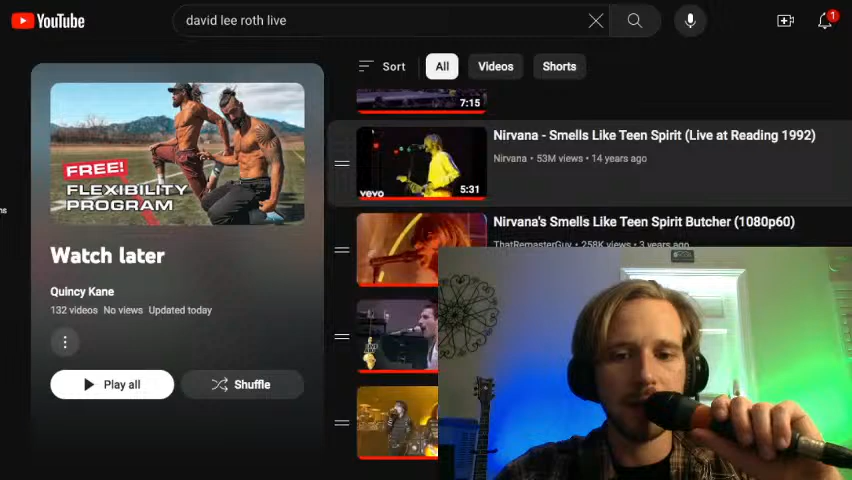 YouTube
david lee roth live
1
Sort
All
Videos
Shorts
7:15
FREE!
FLEXIBILITY
PROGRAM
Watch later
Quincy Kane
132 videos No views Updated today
Play all
Shuffle
Nirvana - Smells Like Teen Spirit (Live at Reading 1992)
Nirvana • 53M views • 14 years ago
vevo
5:31
Nirvana's Smells Like Teen Spirit Butcher (1080p60)
ThatRemasterGuy • 258K views • 3 years ago